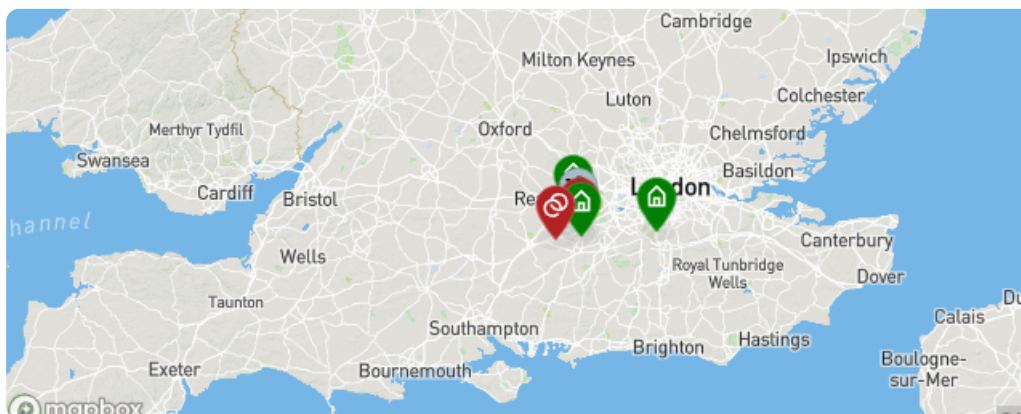 Cambridge
Milton Keynes
Ipswich
Luton
Colchester
Merthyr Tydfil
Oxford
Chelmsford
Swansea
Basildon
Cardiff
Bristol
hannel
Canterbury
Wells
Royal Tunbridge
Wells
Dover
Taunton
Calais
Southampton
Brighton
Hastings
Exeter
Bournemouth
Boulogne-
sur-Mer
mapbox